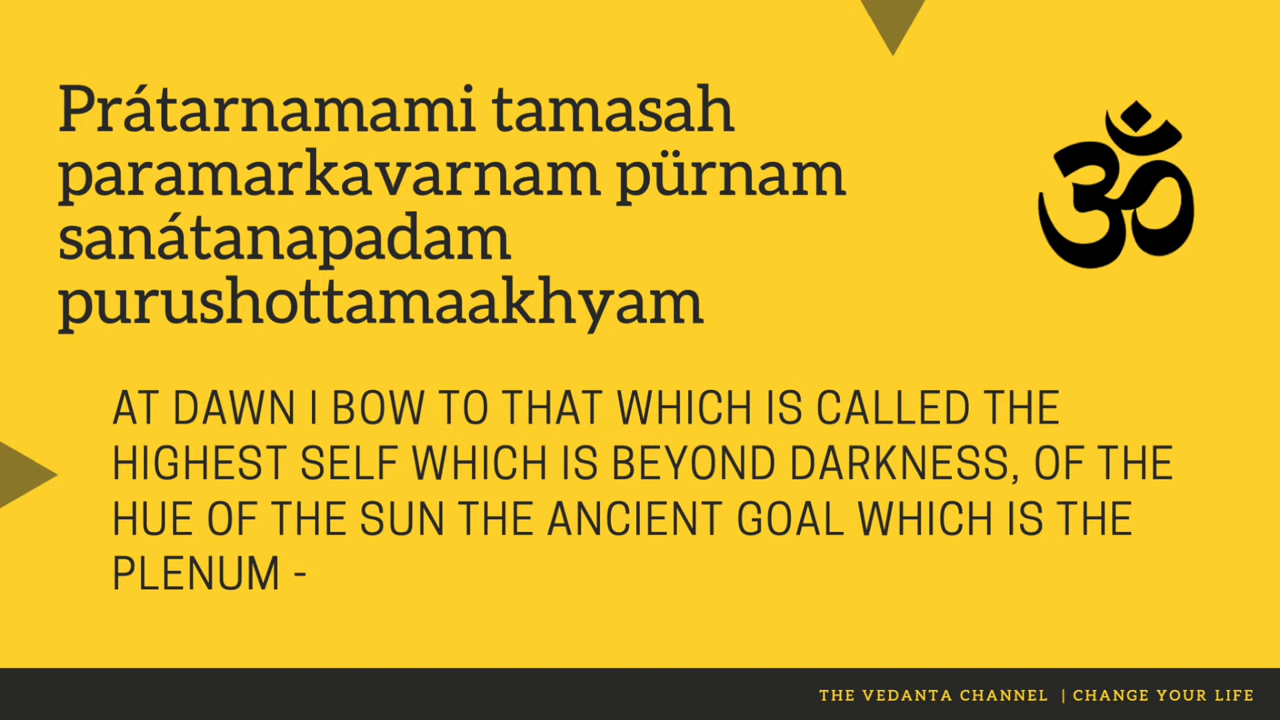 Prátarnamami tamasah
paramarkavarnam pürnam
sanátanapadam
purushottamaakhyam
ॐ
AT DAWN I BOW TO THAT WHICH IS CALLED THE
HIGHEST SELF WHICH IS BEYOND DARKNESS, OF THE
HUE OF THE SUN THE ANCIENT GOAL WHICH IS THE
PLENUM -
THE VEDANTA CHANNEL | CHANGE YOUR LIFE